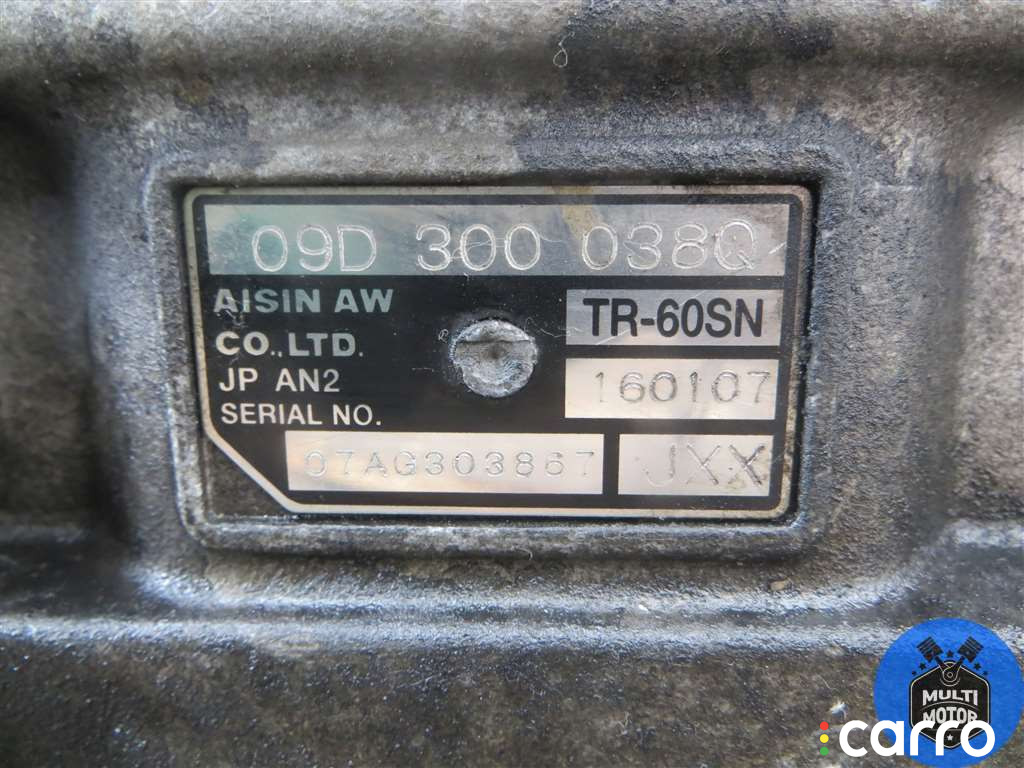 09D 300 038Q
AISIN AW
CO.,LTD.
TR-60SN
JP AN2
160107
SERIAL NO.
07AG303867
JXX
MULTI
MOTOR
carro